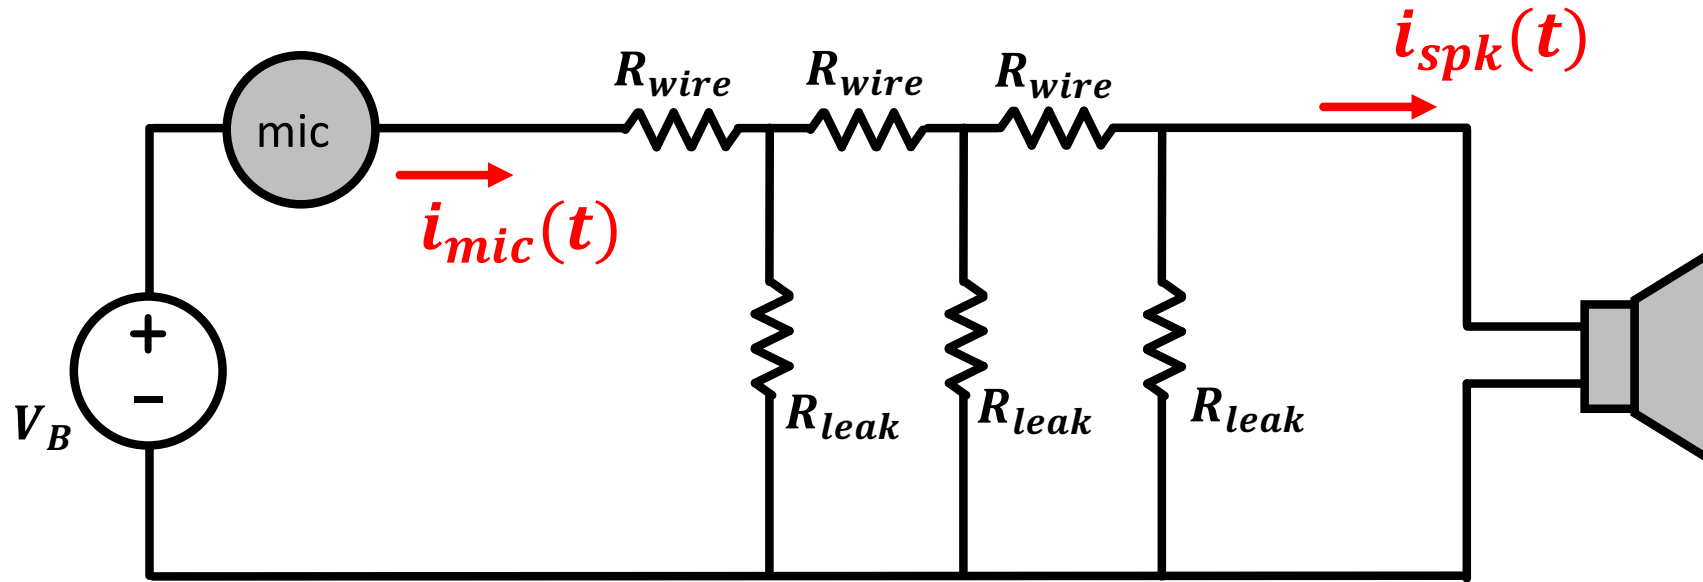 i_spk(t)
R_wire
R_wire
R_wire
mic
i_mic(t)
+
−
V_B
R_leak
R_leak
R_leak